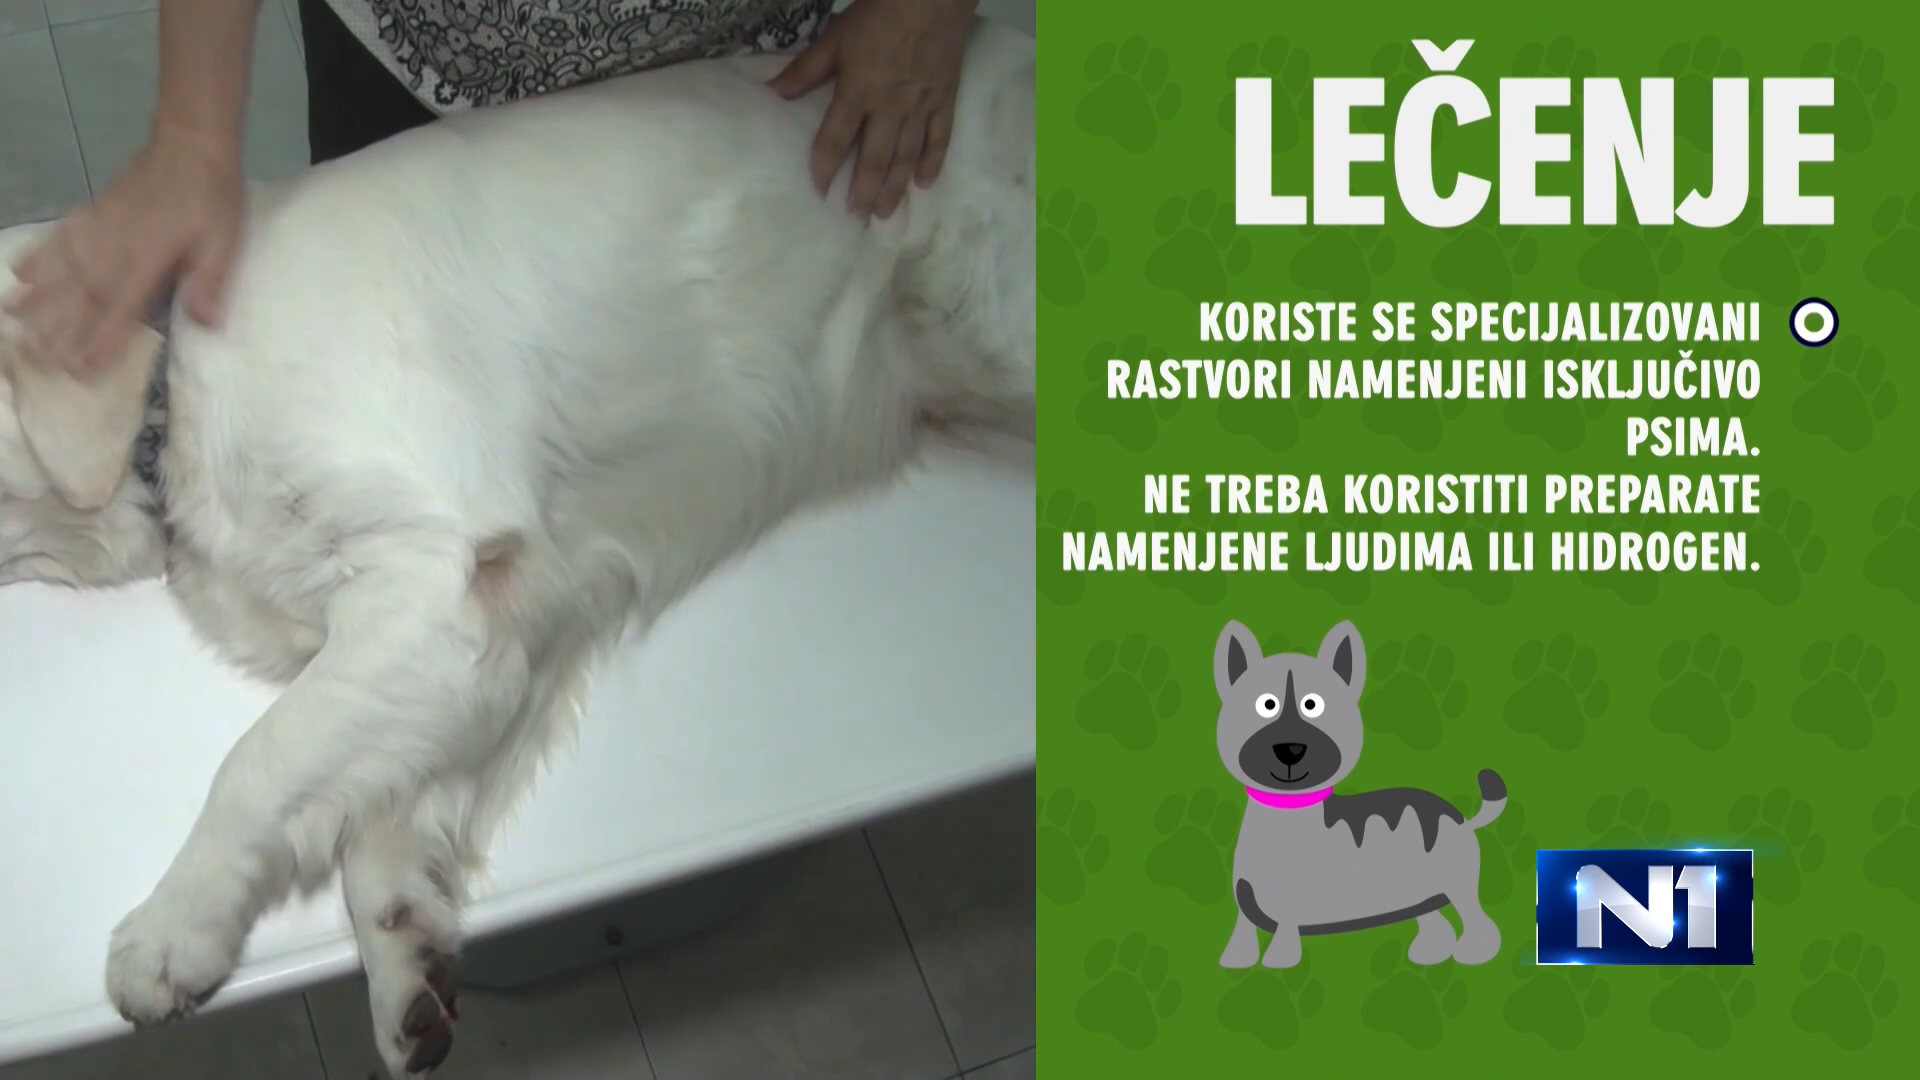 LEČENJE
KORISTE SE SPECIJALIZOVANI
RASTVORI NAMENJENI ISKLJUČIVO
PSIMA.
NE TREBA KORISTITI PREPARATE
NAMENJENE LJUDIMA ILI HIDROGEN.
N1